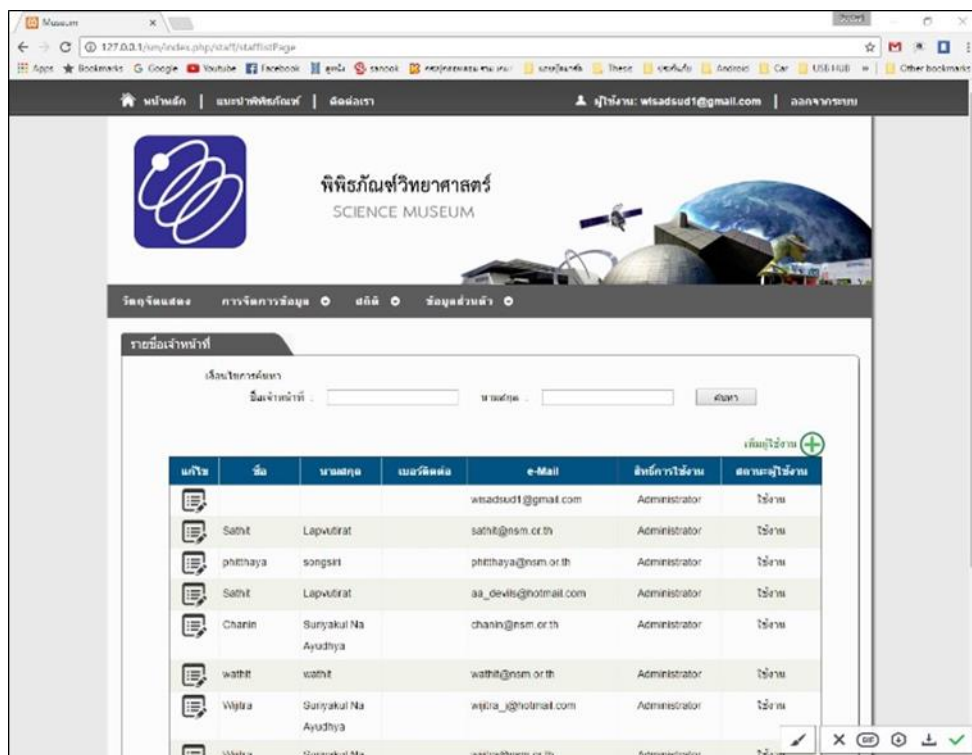 Museum
127.0.0.1/sm/index.php/staff/stafflistPage
Apps Bookmarks Google Youtube Facebook sanook These Android Car USB HUB Other bookmarks
หน้าหลัก | แนะนำพิพิธภัณฑ์ | ติดต่อเรา
ผู้ใช้งาน: wisadsud1@gmail.com | ออกจากระบบ
พิพิธภัณฑ์วิทยาศาสตร์
SCIENCE MUSEUM
วัตถุจัดแสดง การจัดการข้อมูล สถิติ ข้อมูลส่วนตัว
รายชื่อเจ้าหน้าที่
เงื่อนไขการค้นหา
ชื่อเจ้าหน้าที่ : นามสกุล : ค้นหา
เพิ่มผู้ใช้งาน
แก้ไข ชื่อ นามสกุล เบอร์ติดต่อ e-Mail สิทธิ์การใช้งาน สถานะผู้ใช้งาน
wisadsud1@gmail.com Administrator ใช้งาน
Sathit Lapvutirat sathit@nsm.or.th Administrator ใช้งาน
phitthaya songsiri phitthaya@nsm.or.th Administrator ใช้งาน
Sathit Lapvutirat aa_devils@hotmail.com Administrator ใช้งาน
Chanin Suriyakul Na Ayudhya chanin@nsm.or.th Administrator ใช้งาน
wathit wathit wathit@nsm.or.th Administrator ใช้งาน
Wijitra Suriyakul Na Ayudhya wijitra_j@hotmail.com Administrator ใช้งาน
GIF